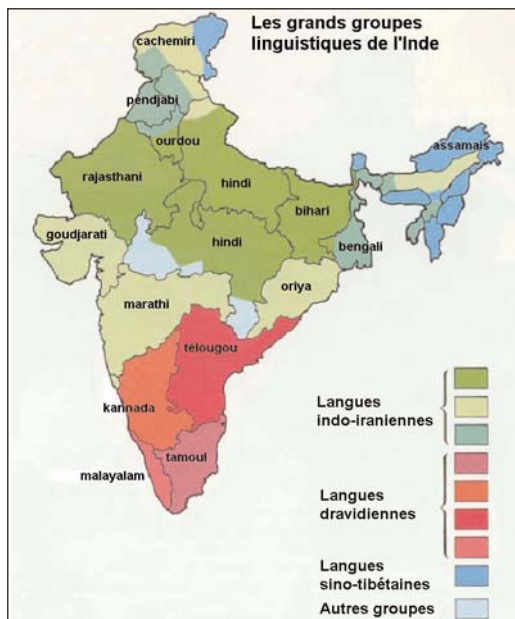 Les grands groupes
linguistiques de l'Inde
cachemiri
pendjabi
ourdou
assamais
rajasthani
hindi
bihari
goudjarati
hindi
bengali
oriya
marathi
télougou
kannada
tamoul
malayalam
Langues
indo-iraniennes
Langues
dravidiennes
Langues
sino-tibétaines
Autres groupes